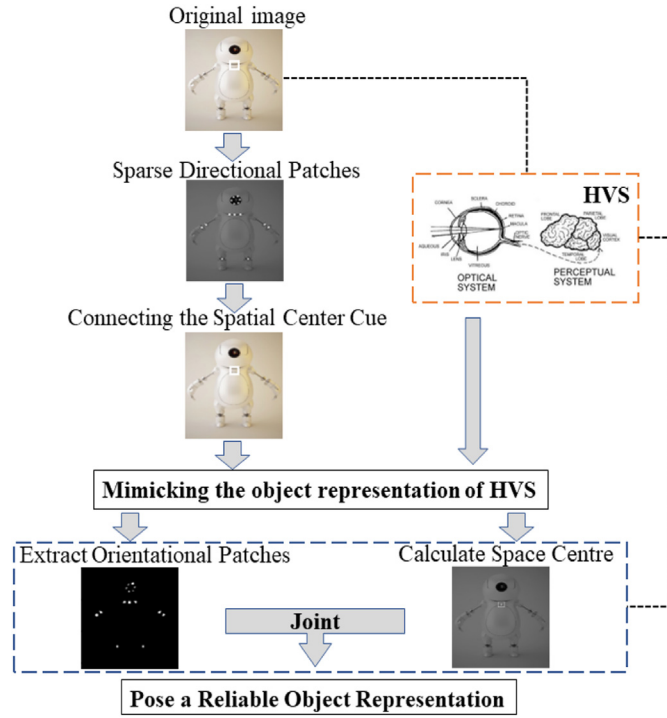 Original image
Sparse Directional Patches
HVS
SCLERA
CORNEA
CHOROID
RETINA
MACULA
OPTIC
NERVE
AQUEOUS
IRIS
LENS
VITREOUS
OPTICAL
SYSTEM
FRONTAL
LOBE
PARIETAL
LOBE
VISUAL
CORTEX
TEMPORAL
LOBE
PERCEPTUAL
SYSTEM
Connecting the Spatial Center Cue
Mimicking the object representation of HVS
Extract Orientational Patches
Calculate Space Centre
Joint
Pose a Reliable Object Representation